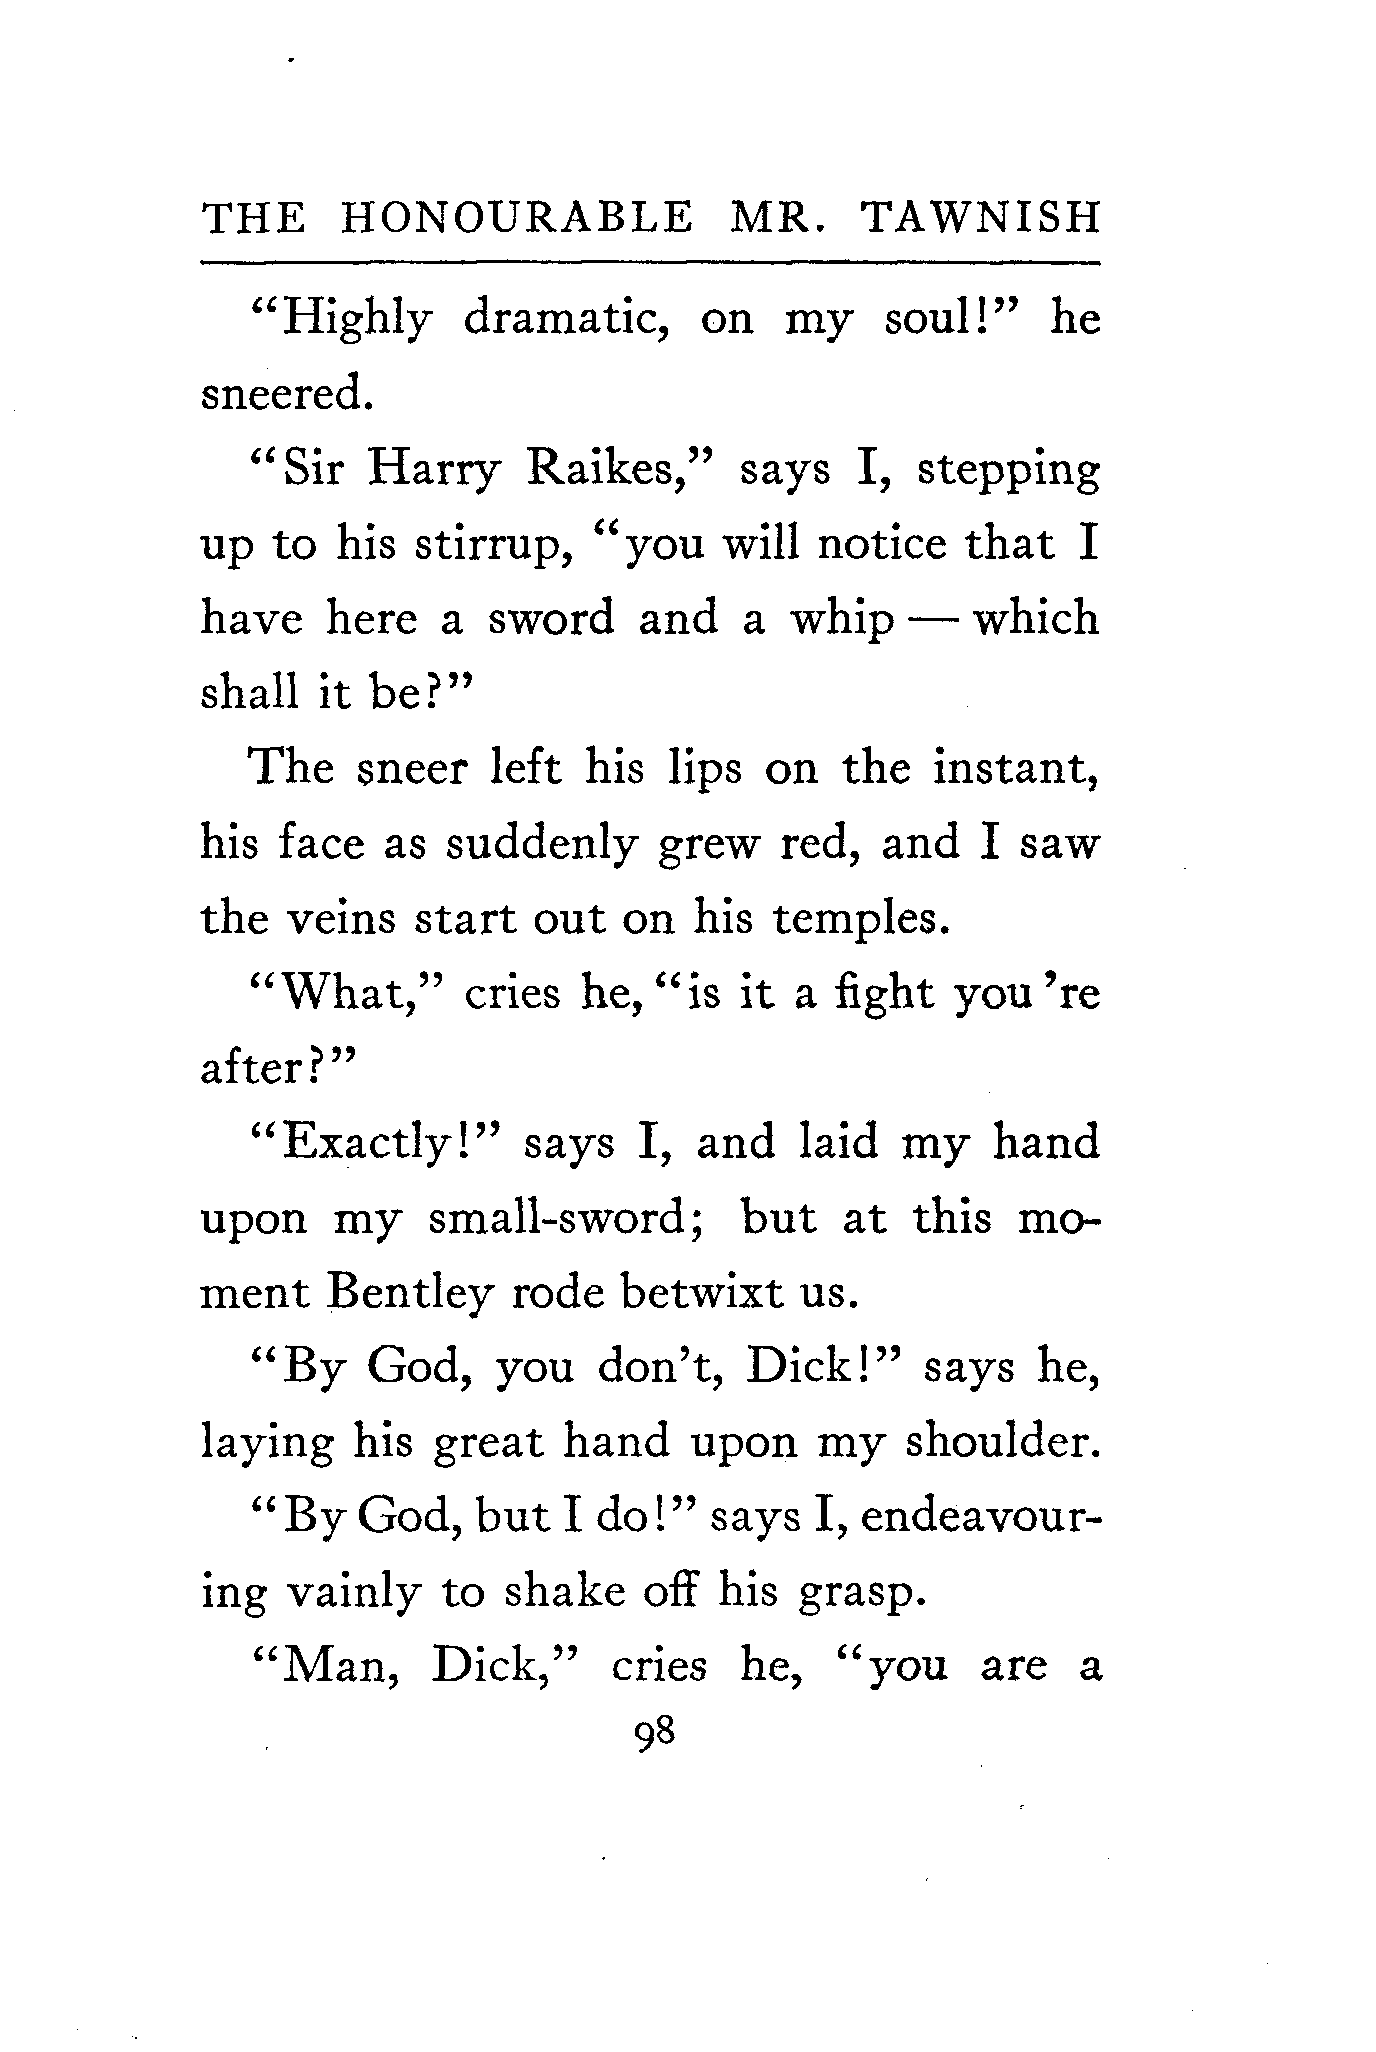 THE HONOURABLE MR. TAWNISH
“Highly dramatic, on my soul!” he
sneered.
“Sir Harry Raikes,” says I, stepping
up to his stirrup, “you will notice that I
have here a sword and a whip — which
shall it be?”
The sneer left his lips on the instant,
his face as suddenly grew red, and I saw
the veins start out on his temples.
“What,” cries he, “is it a fight you ’re
after?”
“Exactly!” says I, and laid my hand
upon my small-sword; but at this mo-
ment Bentley rode betwixt us.
“By God, you don’t, Dick!” says he,
laying his great hand upon my shoulder.
“By God, but I do!” says I, endeavour-
ing vainly to shake off his grasp.
“Man, Dick,” cries he, “you are a
98